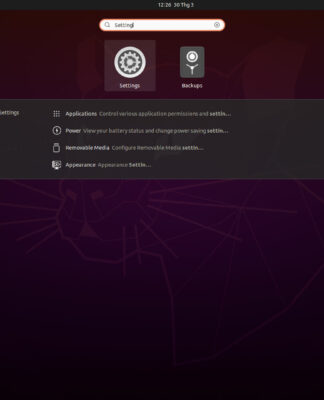 12:26 30 Thg 3
Setting
Settings Backups
Settings
Applications Control various application permissions and settin...
Power View your battery status and change power saving settin...
Removable Media Configure Removable Media settin...
Appearance Appearance Settin...